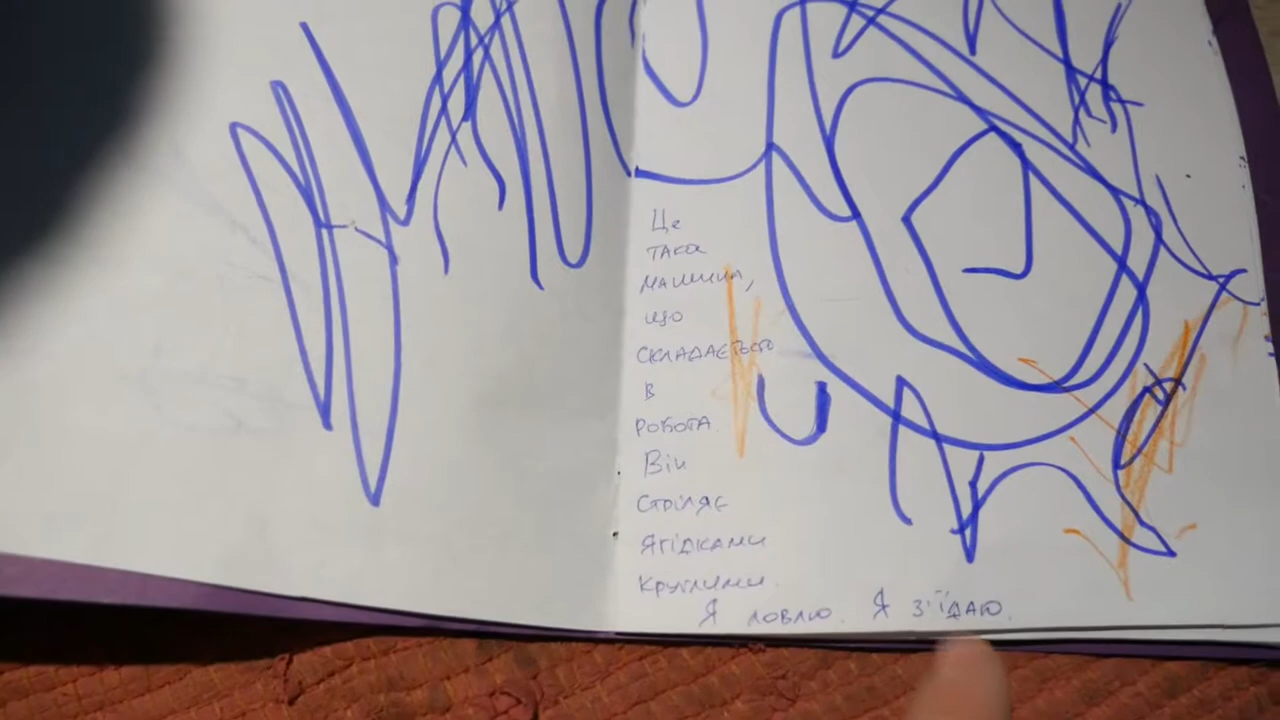 Це
така
машина,
що
складається
в
робота.
Він
стріляє
ягідками
круглими.
Я ловлю. Я з'їдаю.